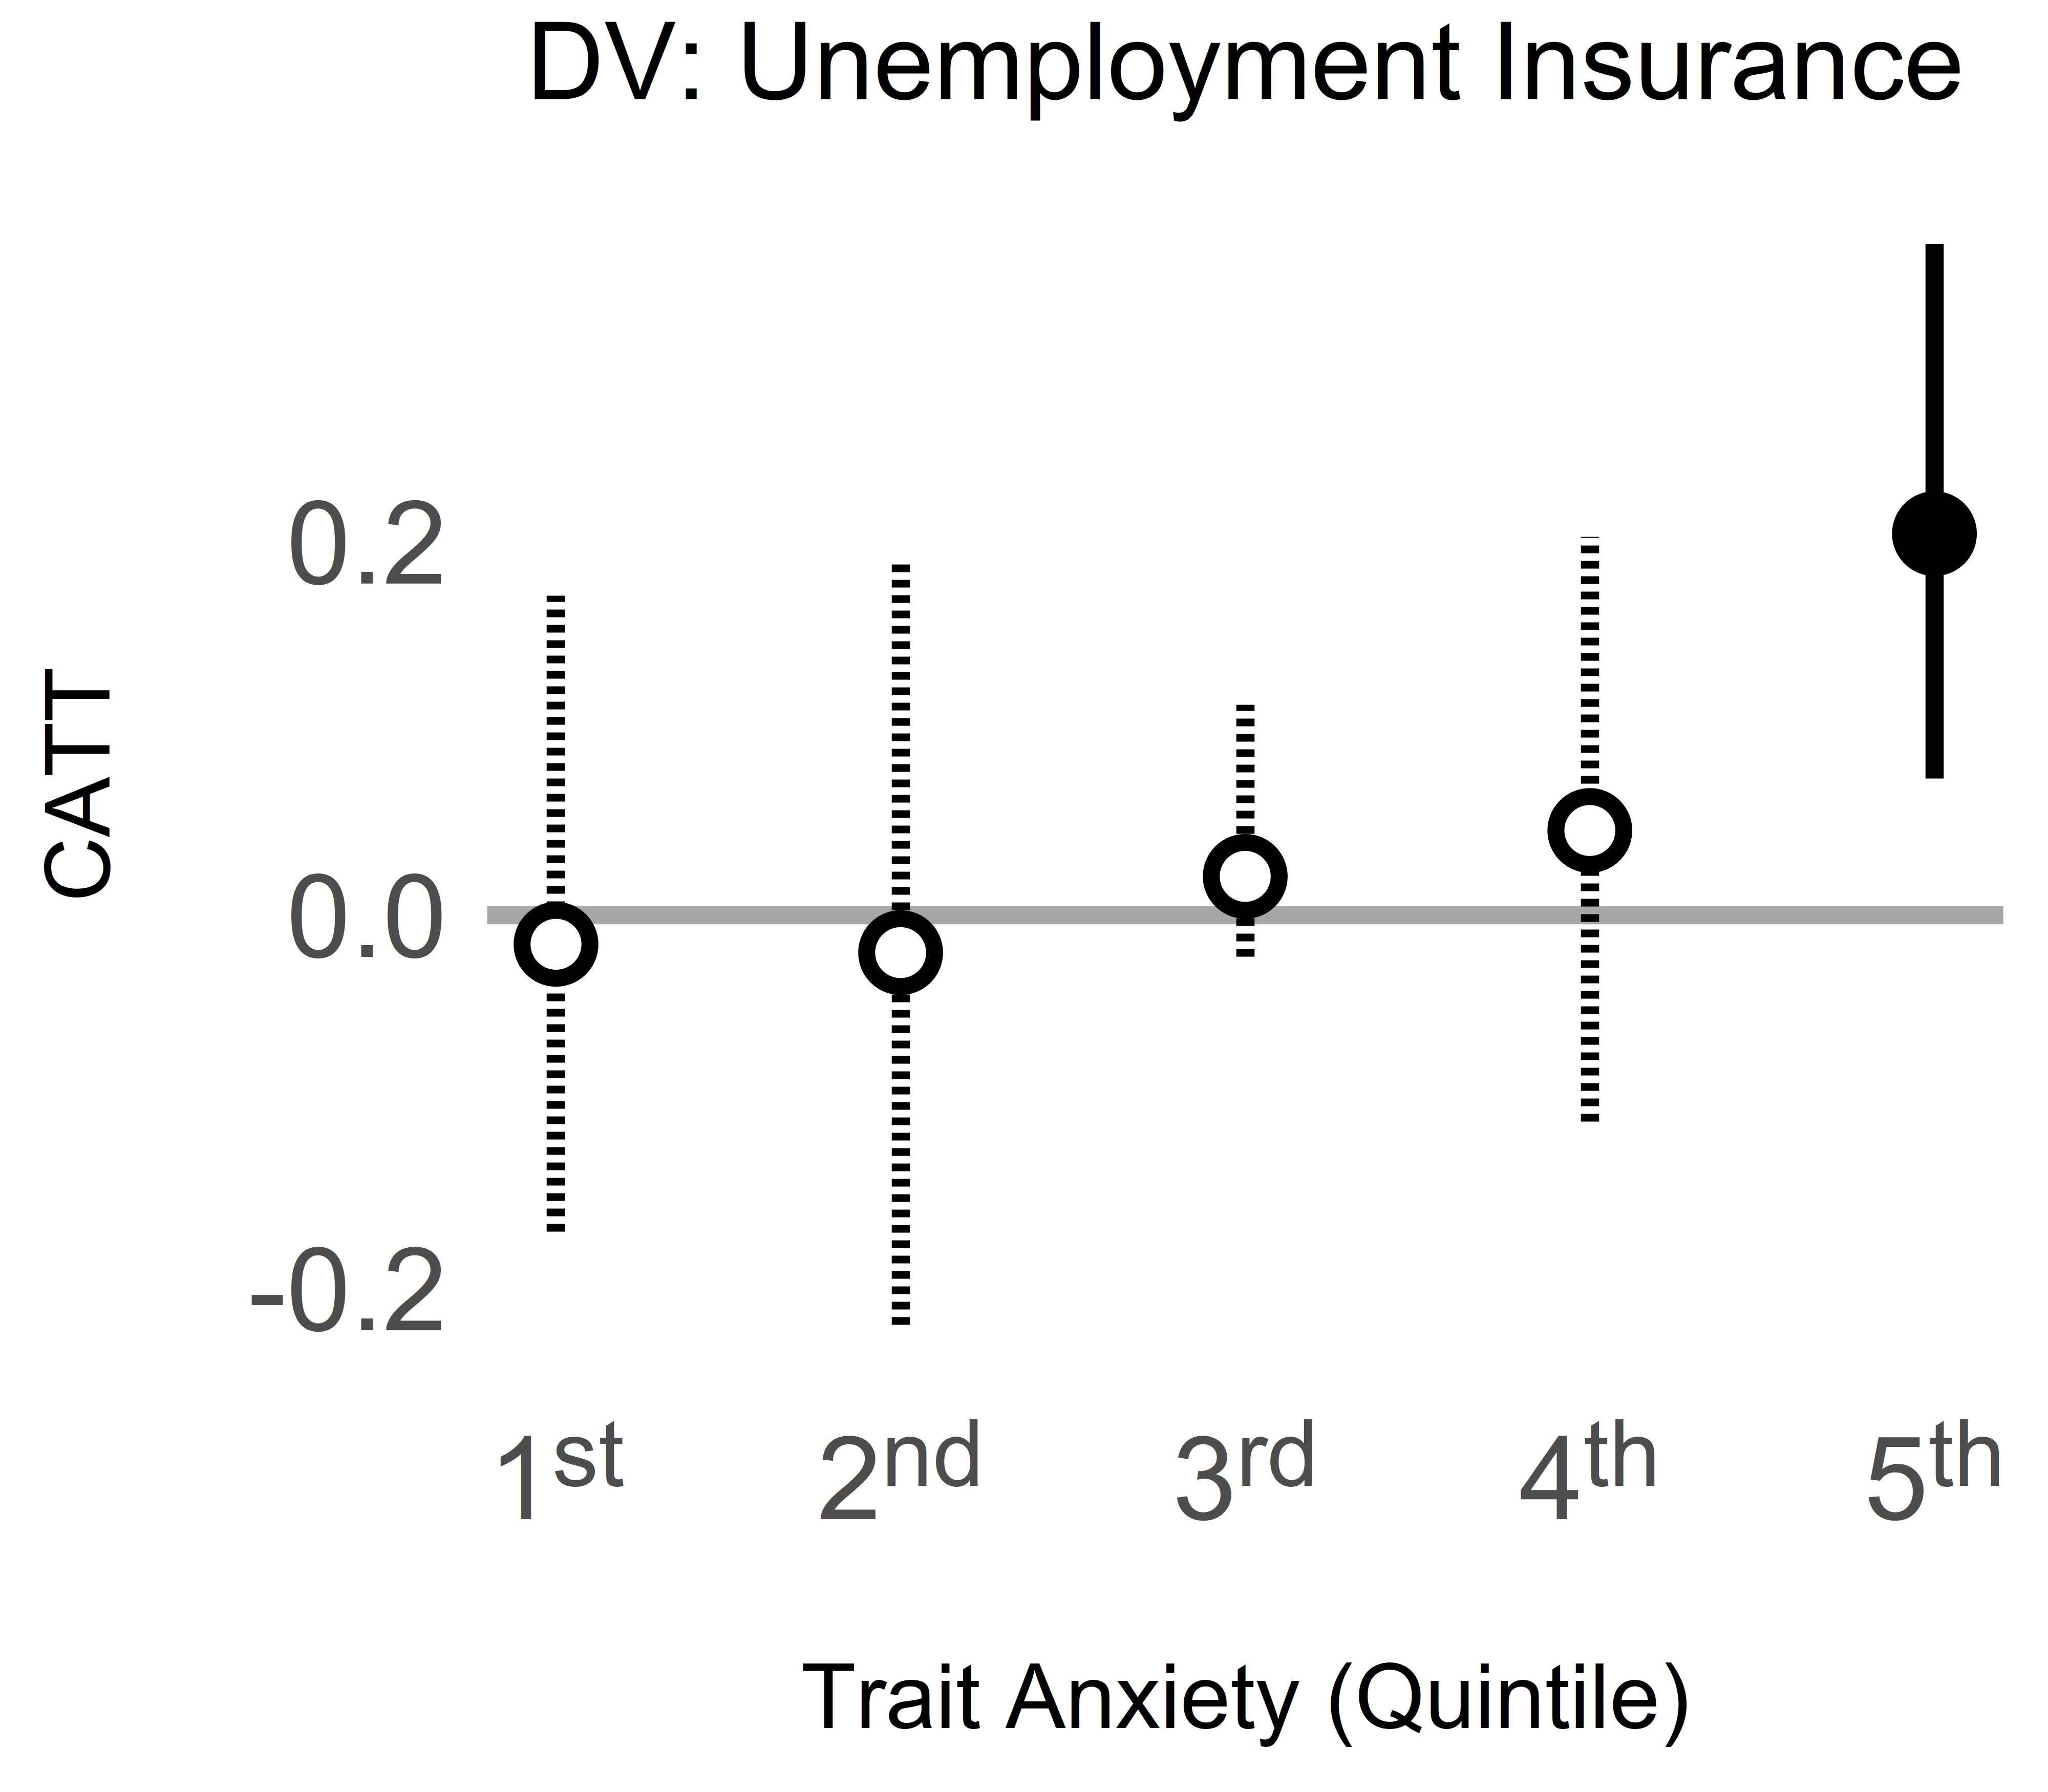 DV: Unemployment Insurance
CATT
0.2
0.0
-0.2
1st 2nd 3rd 4th 5th
Trait Anxiety (Quintile)